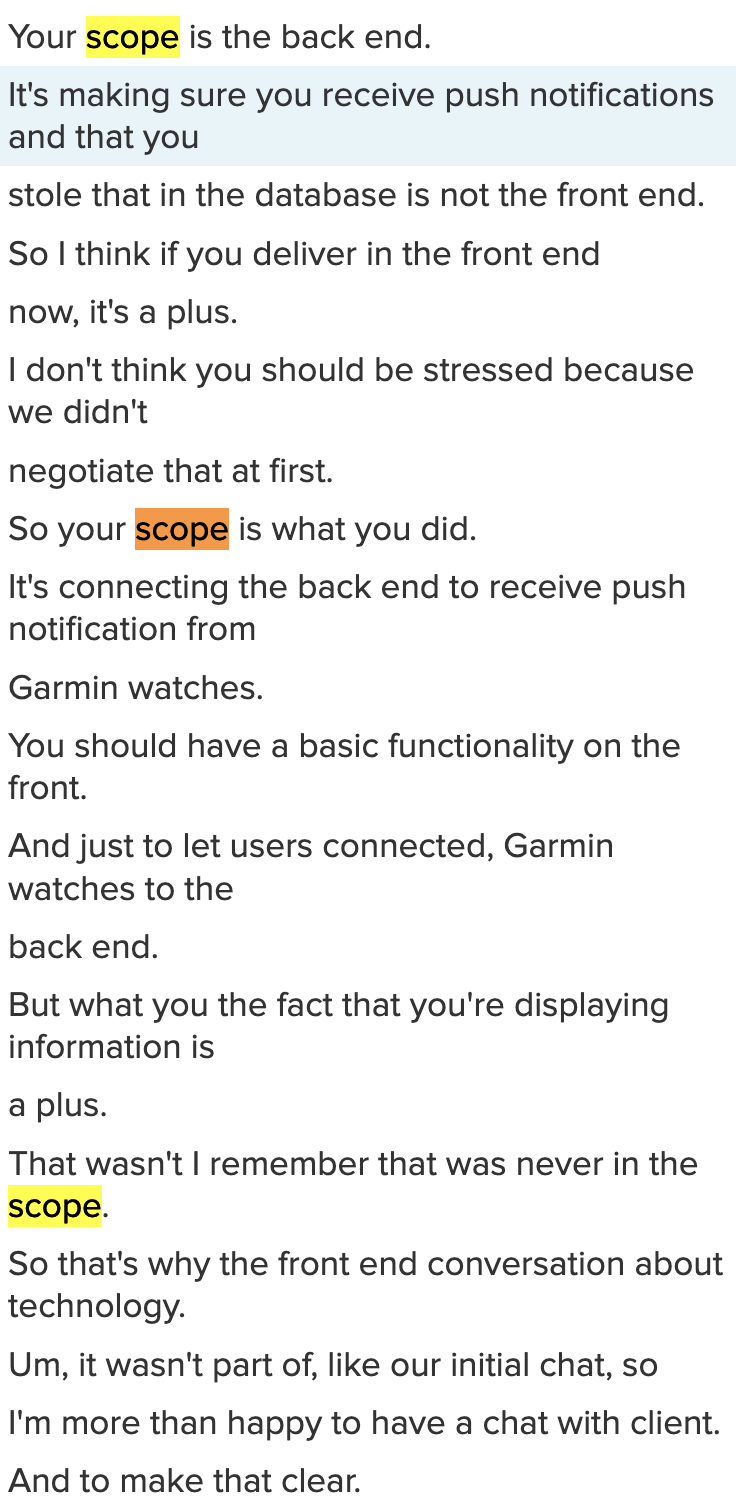 Your scope is the back end.
It's making sure you receive push notifications
and that you
stole that in the database is not the front end.
So I think if you deliver in the front end
now, it's a plus.
I don't think you should be stressed because
we didn't
negotiate that at first.
So your scope is what you did.
It's connecting the back end to receive push
notification from
Garmin watches.
You should have a basic functionality on the
front.
And just to let users connected, Garmin
watches to the
back end.
But what you the fact that you're displaying
information is
a plus.
That wasn't I remember that was never in the
scope.
So that's why the front end conversation about
technology.
Um, it wasn't part of, like our initial chat, so
I'm more than happy to have a chat with client.
And to make that clear.